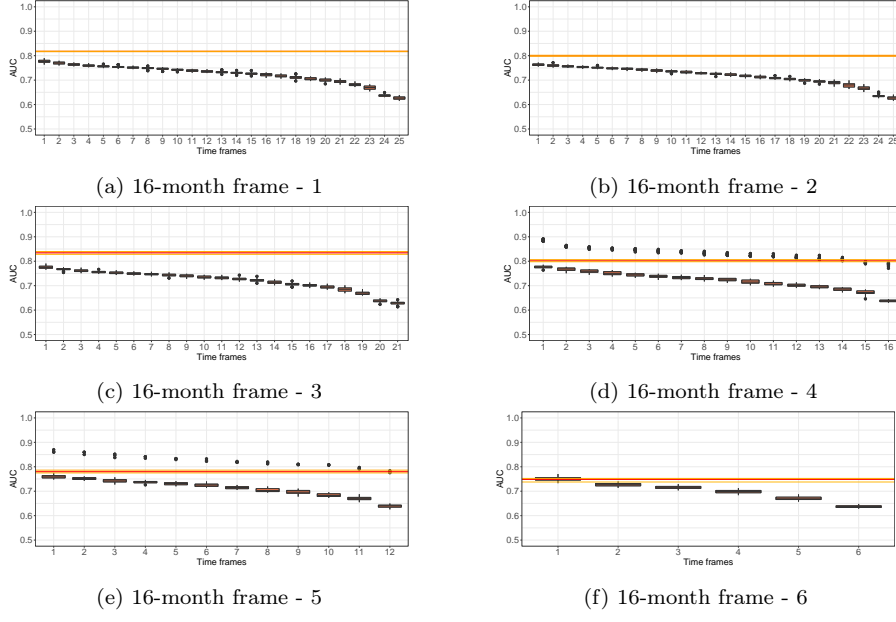 1.0
0.9
0.8
0.7
0.6
0.5
AUC
1 2 3 4 5 6 7 8 9 10 11 12 13 14 15 16 17 18 19 20 21 22 23 24 25
Time frames
(a) 16-month frame - 1
1.0
0.9
0.8
0.7
0.6
0.5
AUC
1 2 3 4 5 6 7 8 9 10 11 12 13 14 15 16 17 18 19 20 21 22 23 24 25
Time frames
(b) 16-month frame - 2
1.0
0.9
0.8
0.7
0.6
0.5
AUC
1 2 3 4 5 6 7 8 9 10 11 12 13 14 15 16 17 18 19 20 21
Time frames
(c) 16-month frame - 3
1.0
0.9
0.8
0.7
0.6
0.5
AUC
1 2 3 4 5 6 7 8 9 10 11 12 13 14 15 16
Time frames
(d) 16-month frame - 4
1.0
0.9
0.8
0.7
0.6
0.5
AUC
1 2 3 4 5 6 7 8 9 10 11 12
Time frames
(e) 16-month frame - 5
1.0
0.9
0.8
0.7
0.6
0.5
AUC
1 2 3 4 5 6
Time frames
(f) 16-month frame - 6